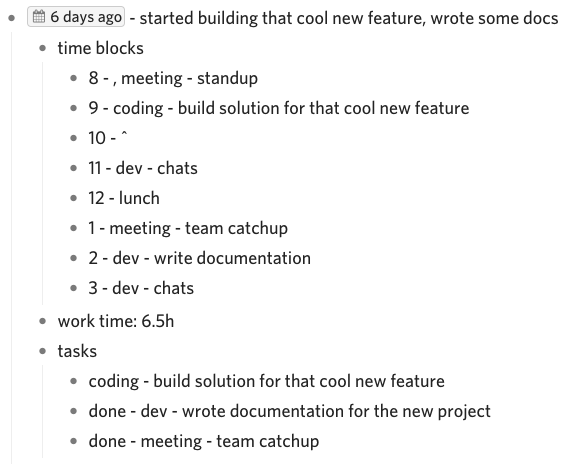 6 days ago - started building that cool new feature, wrote some docs
time blocks
8 - , meeting - standup
9 - coding - build solution for that cool new feature
10 - ^
11 - dev - chats
12 - lunch
1 - meeting - team catchup
2 - dev - write documentation
3 - dev - chats
work time: 6.5h
tasks
coding - build solution for that cool new feature
done - dev - wrote documentation for the new project
done - meeting - team catchup